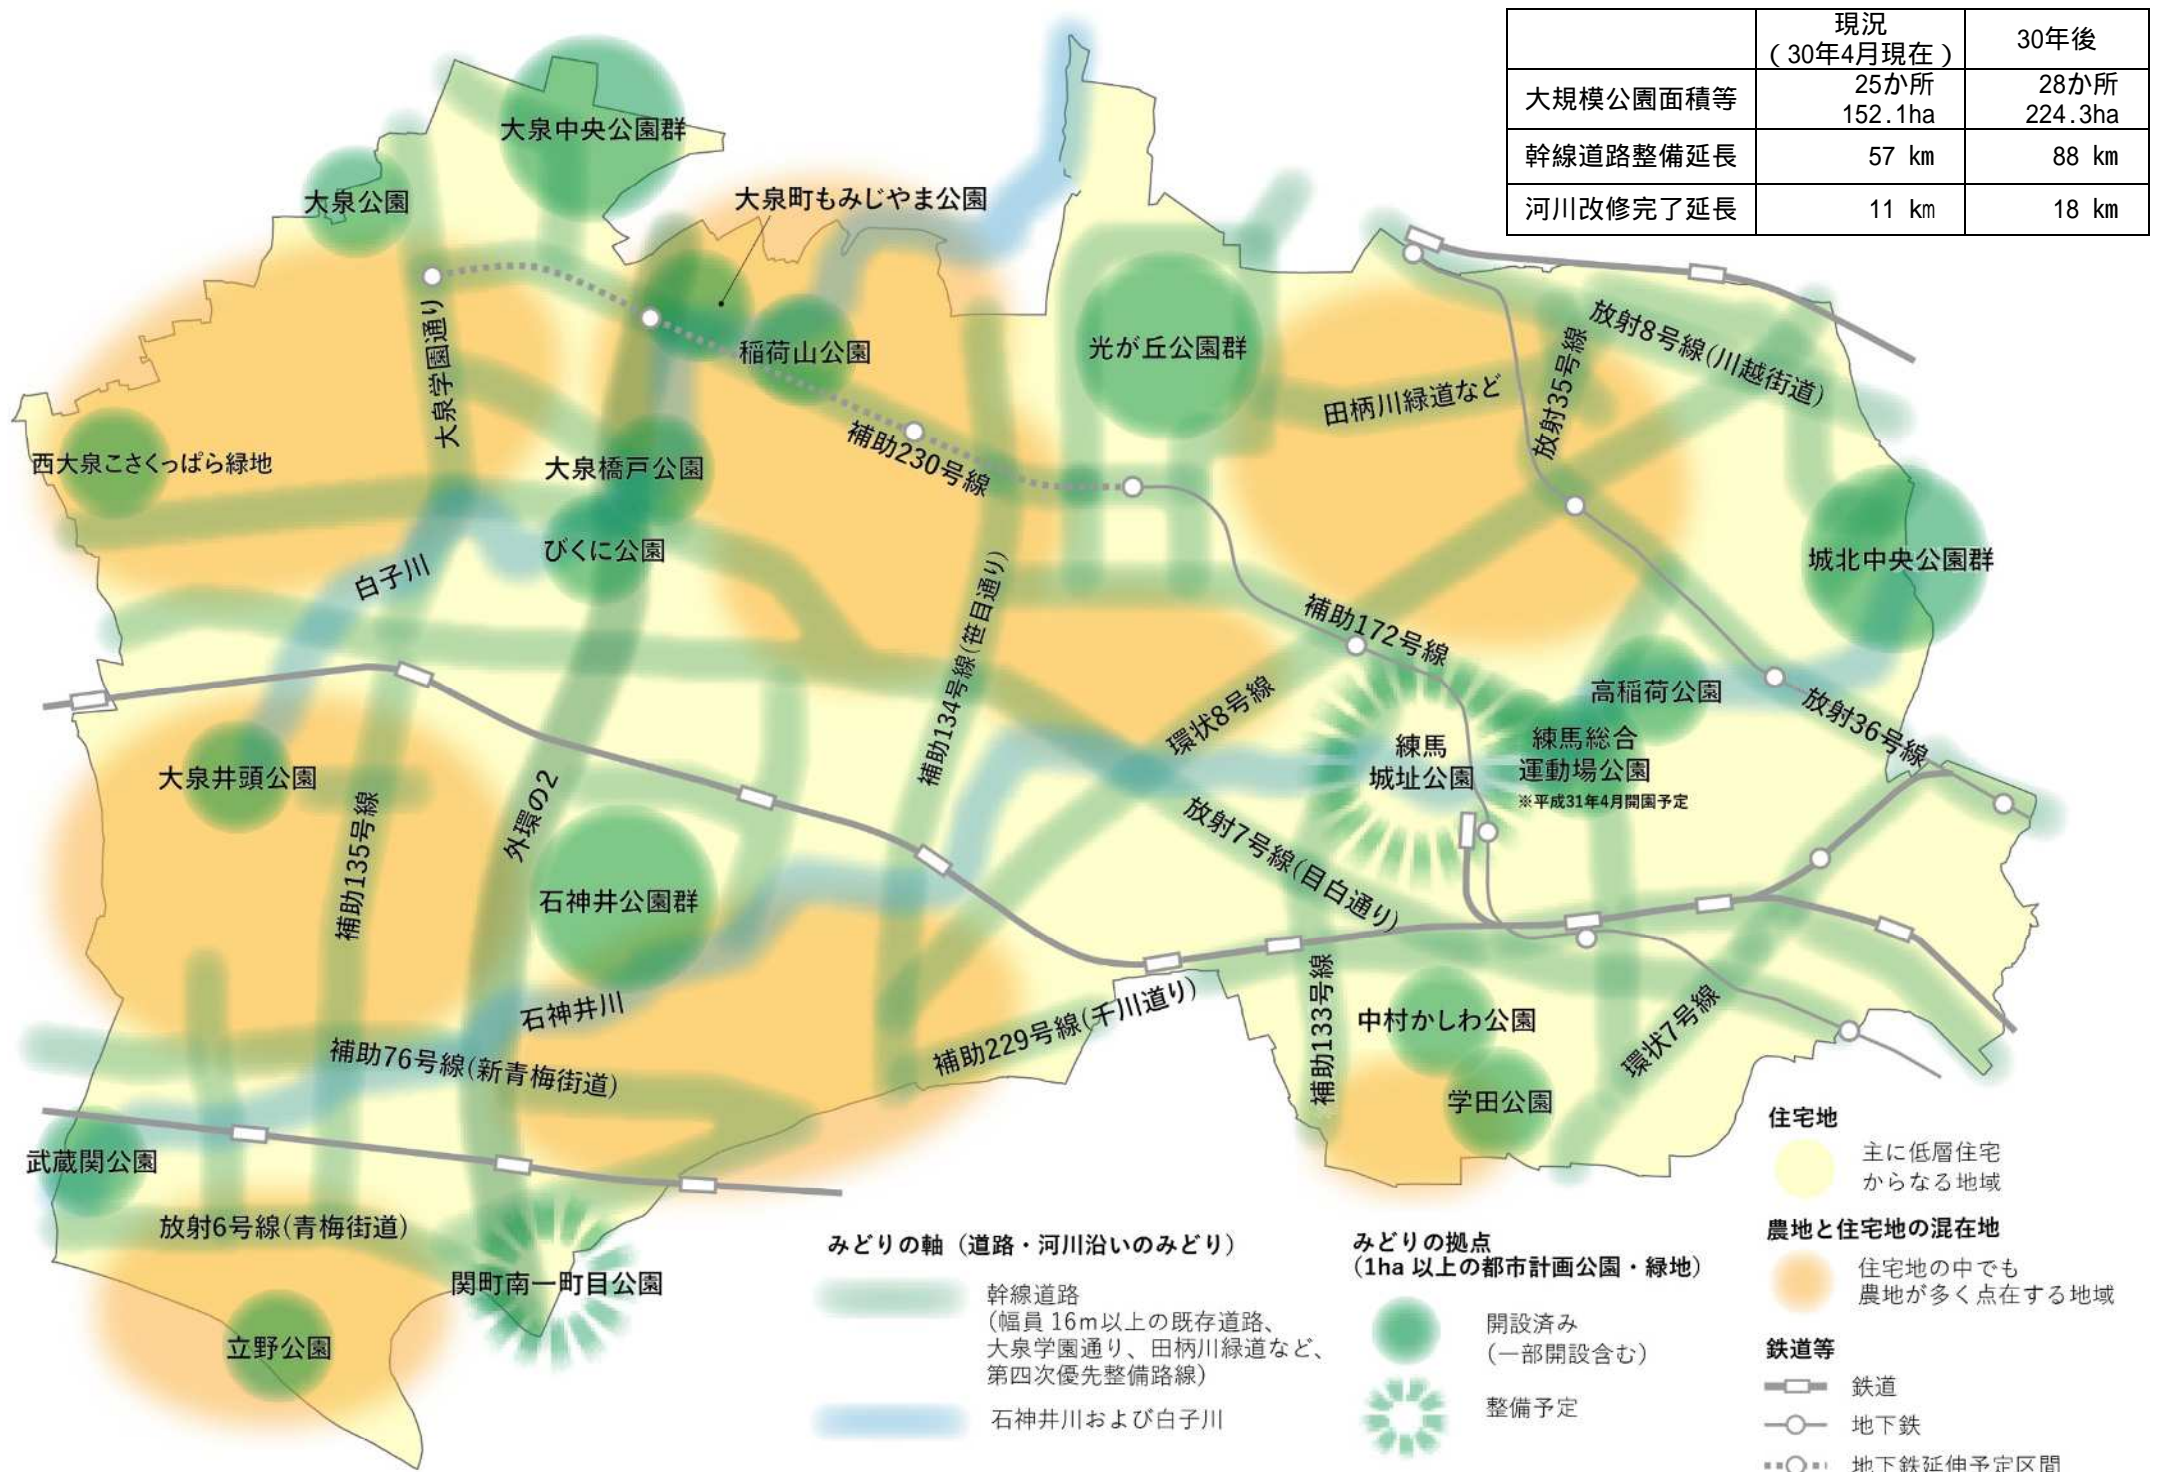 現況
(30年4月現在)
30年後
大規模公園面積等
25か所
152.1ha
28か所
224.3ha
幹線道路整備延長
57 km
88 km
河川改修完了延長
11 km
18 km
大泉中央公園群
大泉公園
大泉町もみじやま公園
稲荷山公園
光が丘公園群
放射8号線(川越街道)
放射35号線
田柄川緑道など
大泉学園通り
西大泉こさくっぱら緑地
大泉橋戸公園
補助230号線
びくに公園
白子川
城北中央公園群
補助134号線(笹目通り)
補助172号線
環状8号線
高稲荷公園
放射36号線
練馬
城址公園
練馬総合
運動場公園
※平成31年4月開園予定
大泉井頭公園
補助135号線
外環の2
石神井公園群
放射7号線(目白通り)
石神井川
補助76号線(新青梅街道)
補助229号線(千川道り)
補助133号線
中村かしわ公園
学田公園
環状7号線
武蔵関公園
放射6号線(青梅街道)
関町南一町目公園
立野公園
みどりの軸(道路・河川沿いのみどり)
幹線道路
(幅員16m以上の既存道路、
大泉学園通り、田柄川緑道など、
第四次優先整備路線)
石神井川および白子川
みどりの拠点
(1ha以上の都市計画公園・緑地)
開設済み
(一部開設含む)
整備予定
住宅地
主に低層住宅
からなる地域
農地と住宅地の混在地
住宅地の中でも
農地が多く点在する地域
鉄道等
鉄道
地下鉄
地下鉄延伸予定区間